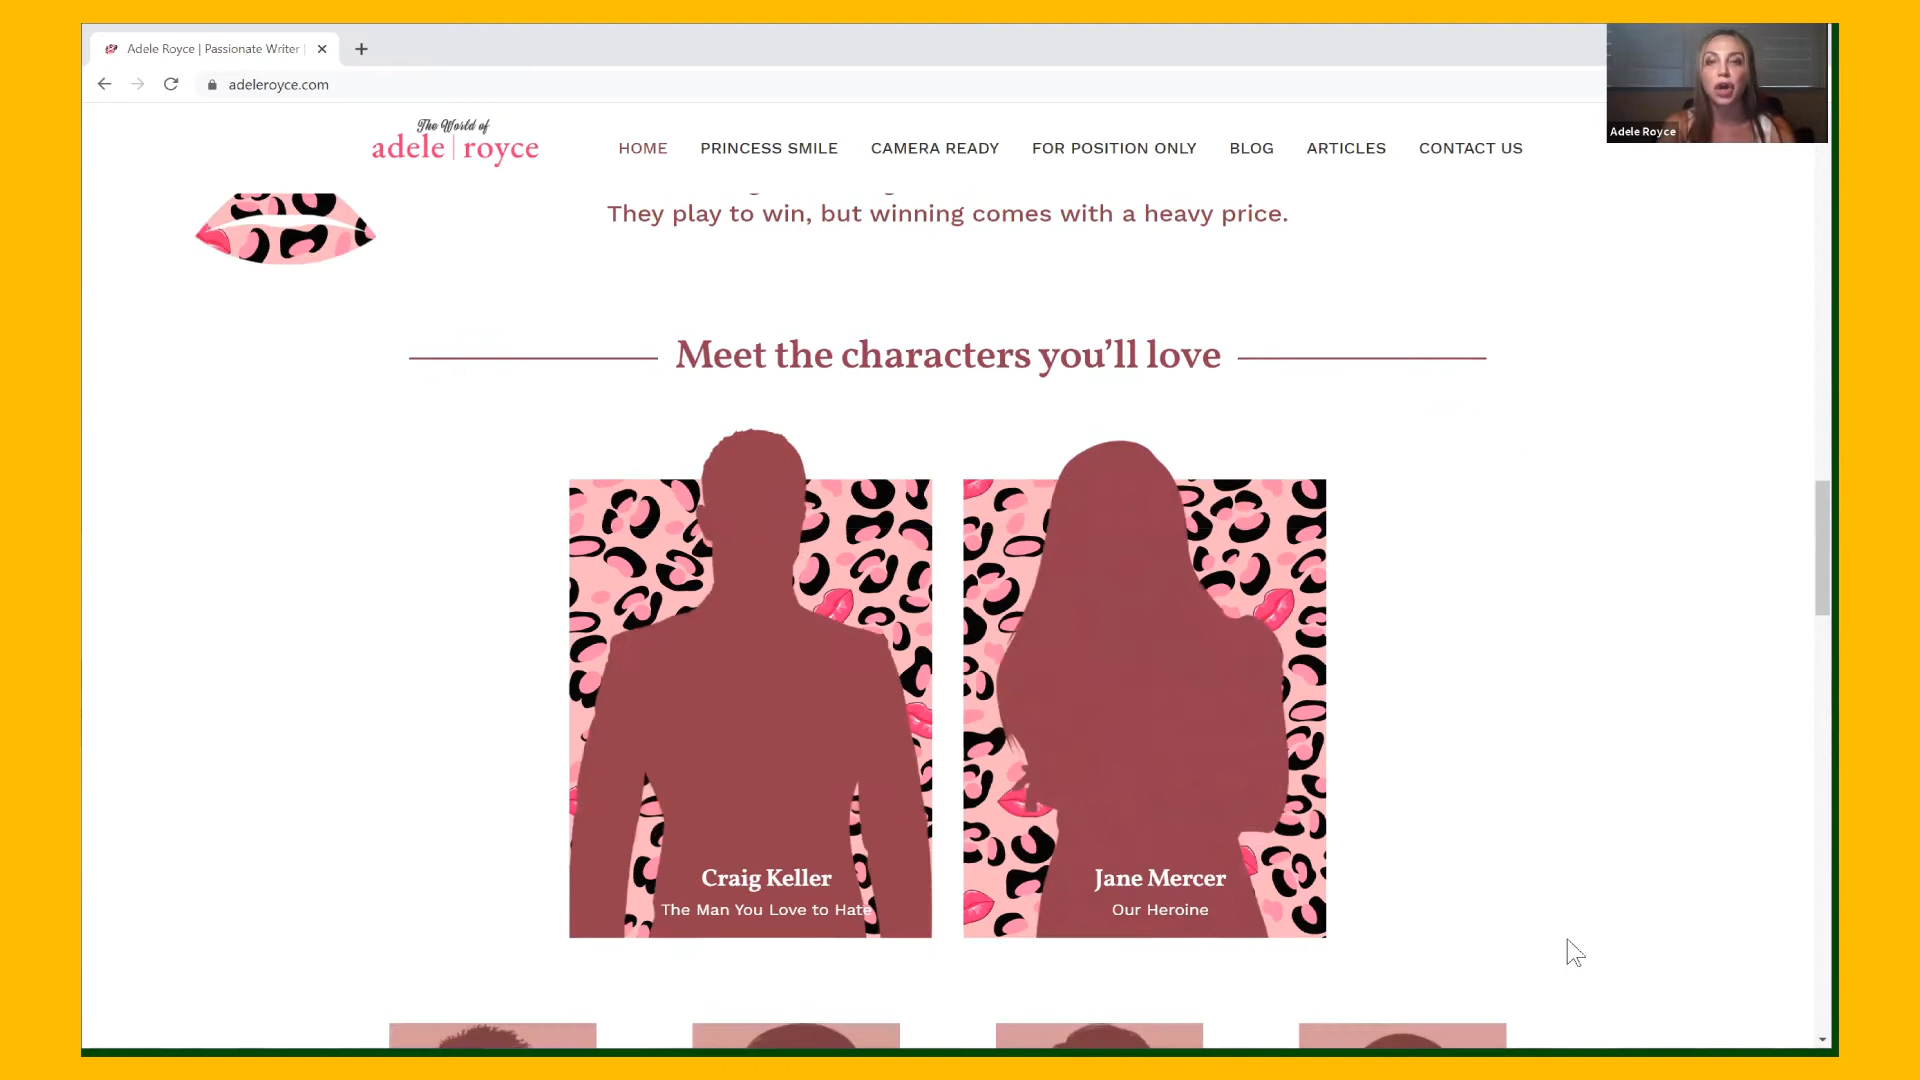 Adele Royce | Passionate Writer |
adeleroyce.com
Adele Royce
The World of
adele | royce
HOME PRINCESS SMILE CAMERA READY FOR POSITION ONLY BLOG ARTICLES CONTACT US
They play to win, but winning comes with a heavy price.
Meet the characters you’ll love
Craig Keller
The Man You Love to Hate
Jane Mercer
Our Heroine